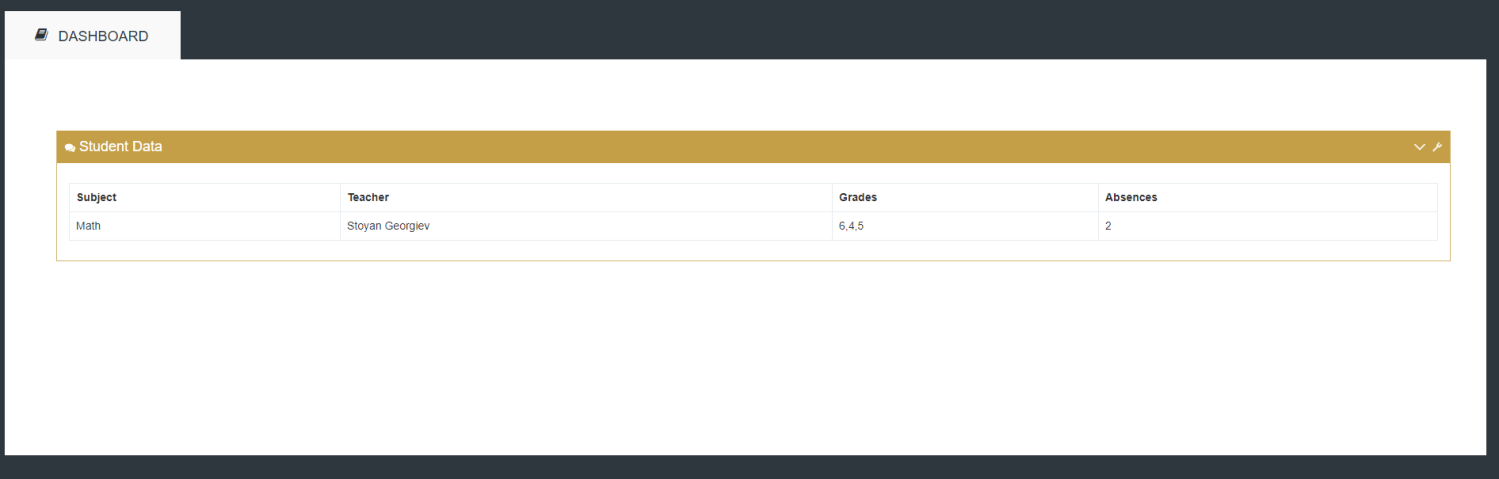 DASHBOARD
Student Data
Subject Teacher Grades Absences
Math Stoyan Georgiev 6,4,5 2